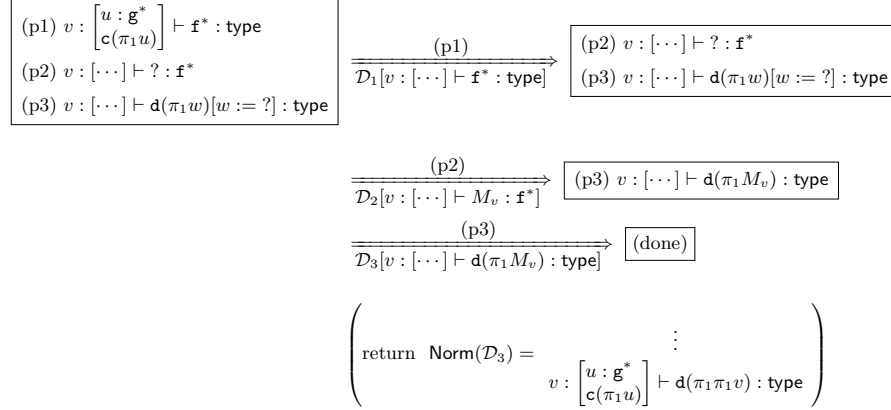 (p1) v : [u : g* c(π₁u)] ⊢ f* : type
(p2) v : [⋯] ⊢ ? : f*
(p3) v : [⋯] ⊢ d(π₁w)[w := ?] : type
(p1)
𝒟₁[v : [⋯] ⊢ f* : type]
(p2) v : [⋯] ⊢ ? : f*
(p3) v : [⋯] ⊢ d(π₁w)[w := ?] : type
(p2)
𝒟₂[v : [⋯] ⊢ Mᵥ : f*]
(p3) v : [⋯] ⊢ d(π₁Mᵥ) : type
(p3)
𝒟₃[v : [⋯] ⊢ d(π₁Mᵥ) : type]
(done)
(return Norm(𝒟₃) =
⋮
v : [u : g* c(π₁u)] ⊢ d(π₁π₁v) : type)